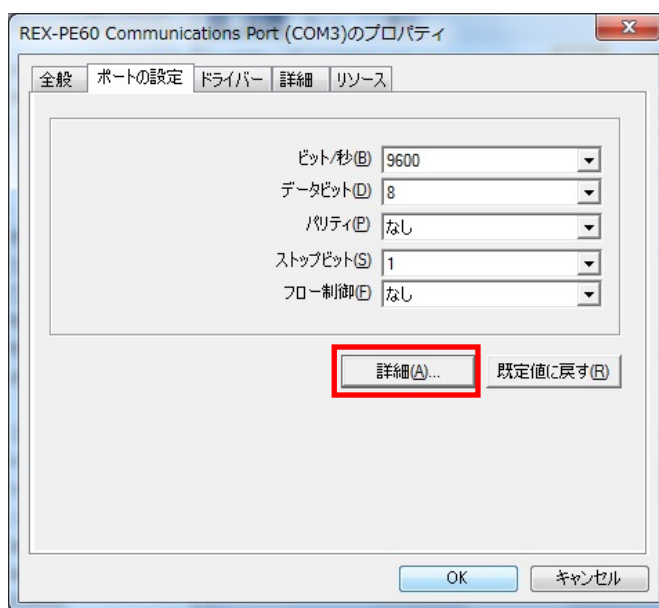 REX-PE60 Communications Port (COM3)のプロパティ
全般 ポートの設定 ドライバー 詳細 リソース
ビット/秒(B) 9600
データビット(D) 8
パリティ(P) なし
ストップビット(S) 1
フロー制御(F) なし
詳細(A)... 既定値に戻す(R)
OK キャンセル